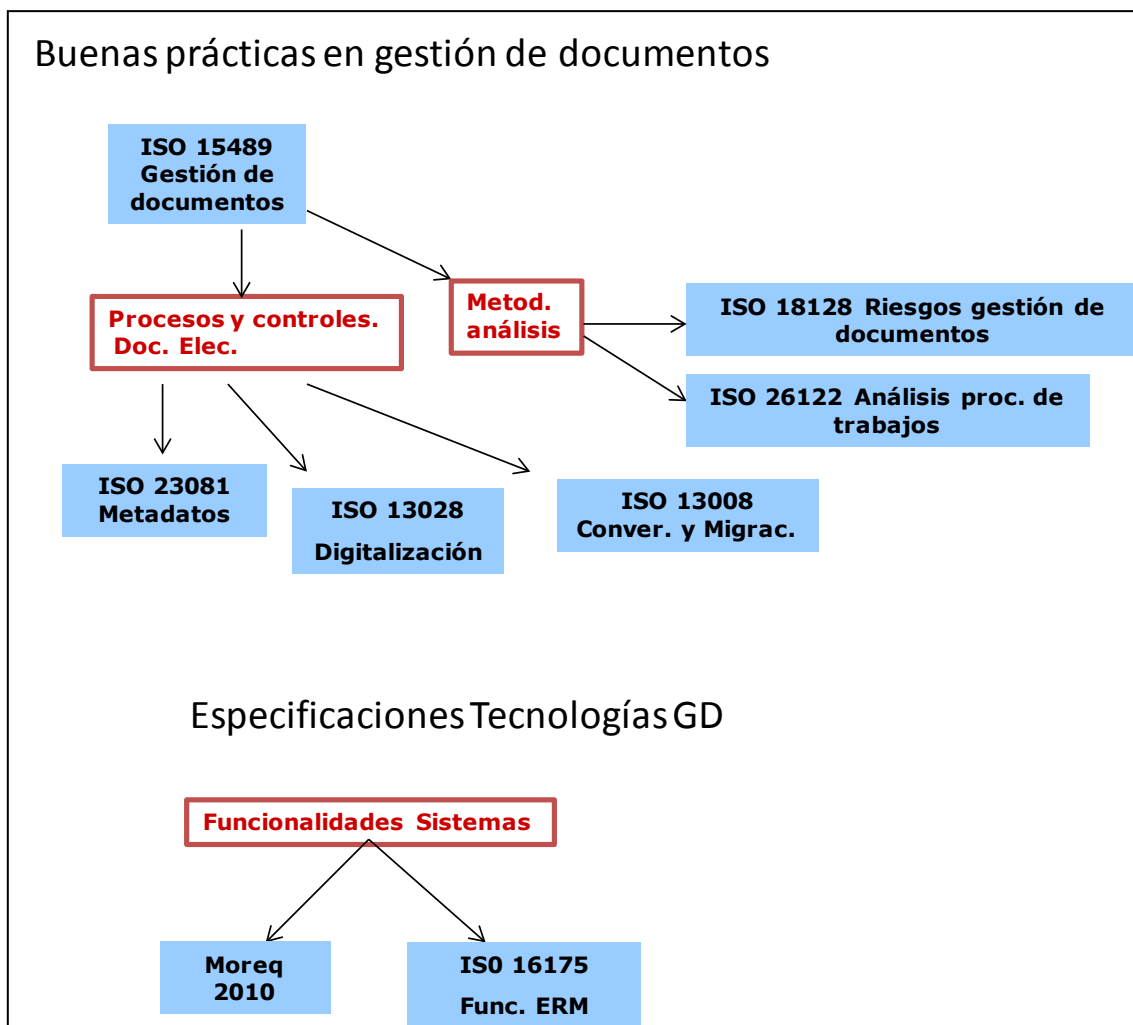 Buenas prácticas en gestión de documentos
ISO 15489
Gestión de
documentos
Procesos y controles.
Doc. Elec.
Metod.
análisis
ISO 18128 Riesgos gestión de
documentos
ISO 26122 Análisis proc. de
trabajos
ISO 23081
Metadatos
ISO 13028
Digitalización
ISO 13008
Conver. y Migrac.
Especificaciones Tecnologías GD
Funcionalidades Sistemas
Moreq
2010
IS0 16175
Func. ERM